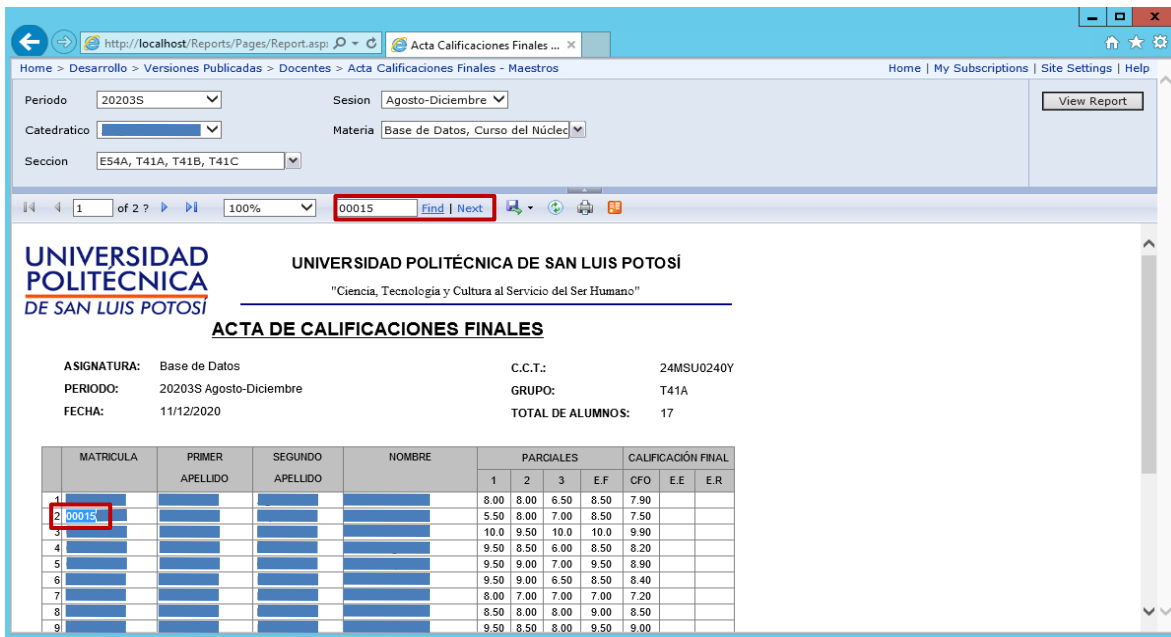 http://localhost/Reports/Pages/Report.asp: Acta Calificaciones Finales ...
Home > Desarrollo > Versiones Publicadas > Docentes > Acta Calificaciones Finales - Maestros Home | My Subscriptions | Site Settings | Help
Periodo 20203S Sesion Agosto-Diciembre View Report
Catedratico Materia Base de Datos, Curso del Núclec
Seccion E54A, T41A, T41B, T41C
1 of 2 ? 100% 00015 Find | Next
UNIVERSIDAD
POLITÉCNICA
DE SAN LUIS POTOSÍ
UNIVERSIDAD POLITÉCNICA DE SAN LUIS POTOSÍ
"Ciencia, Tecnología y Cultura al Servicio del Ser Humano"
ACTA DE CALIFICACIONES FINALES
ASIGNATURA: Base de Datos C.C.T.: 24MSU0240Y
PERIODO: 20203S Agosto-Diciembre GRUPO: T41A
FECHA: 11/12/2020 TOTAL DE ALUMNOS: 17
MATRICULA PRIMER SEGUNDO NOMBRE PARCIALES CALIFICACIÓN FINAL
APELLIDO APELLIDO 1 2 3 E.F CFO E.E E.R
1 8.00 8.00 6.50 8.50 7.90
2 00015 5.50 8.00 7.00 8.50 7.50
3 10.0 9.50 10.0 10.0 9.90
4 9.50 8.50 6.00 8.50 8.20
5 9.50 9.00 7.00 9.50 8.90
6 9.50 9.00 6.50 8.50 8.40
7 8.00 7.00 7.00 7.00 7.20
8 8.50 8.00 8.00 9.00 8.50
9 9.50 8.50 8.00 9.50 9.00